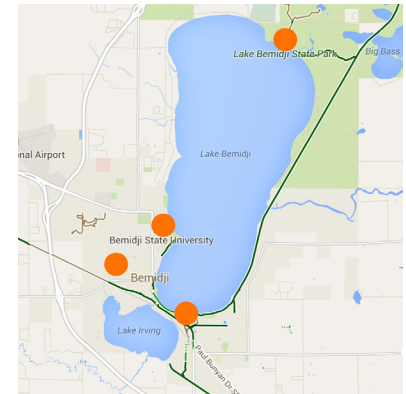 Lake Bemidji State Park
Big Bass
Lake Bemidji
onal Airport
Bemidji State University
Bemidji
Lake Irving
Paul Bunyan Dr S